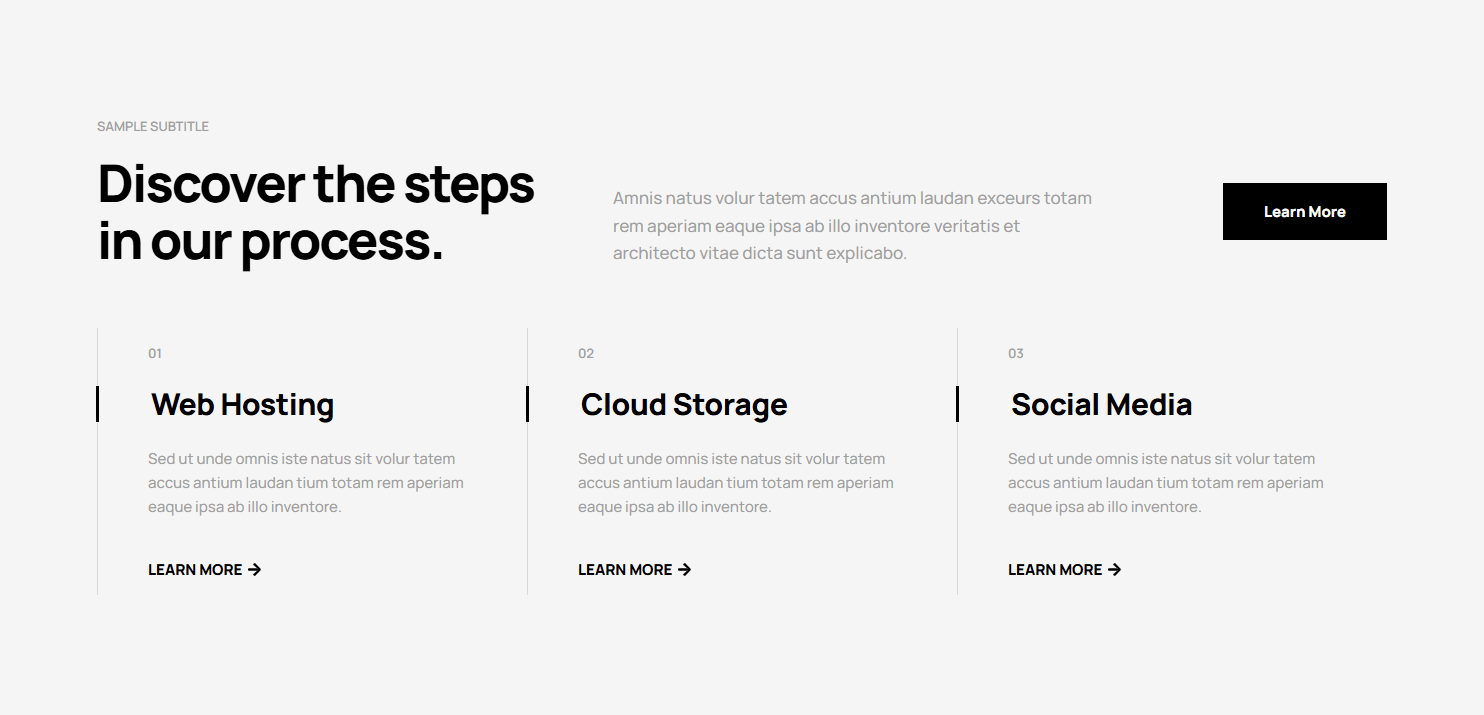 SAMPLE SUBTITLE
Discover the steps
in our process.
Amnis natus volur tatem accus antium laudan exceurs totam
rem aperiam eaque ipsa ab illo inventore veritatis et
architecto vitae dicta sunt explicabo.
Learn More
01
Web Hosting
Sed ut unde omnis iste natus sit volur tatem
accus antium laudan tium totam rem aperiam
eaque ipsa ab illo inventore.
LEARN MORE →
02
Cloud Storage
Sed ut unde omnis iste natus sit volur tatem
accus antium laudan tium totam rem aperiam
eaque ipsa ab illo inventore.
LEARN MORE →
03
Social Media
Sed ut unde omnis iste natus sit volur tatem
accus antium laudan tium totam rem aperiam
eaque ipsa ab illo inventore.
LEARN MORE →